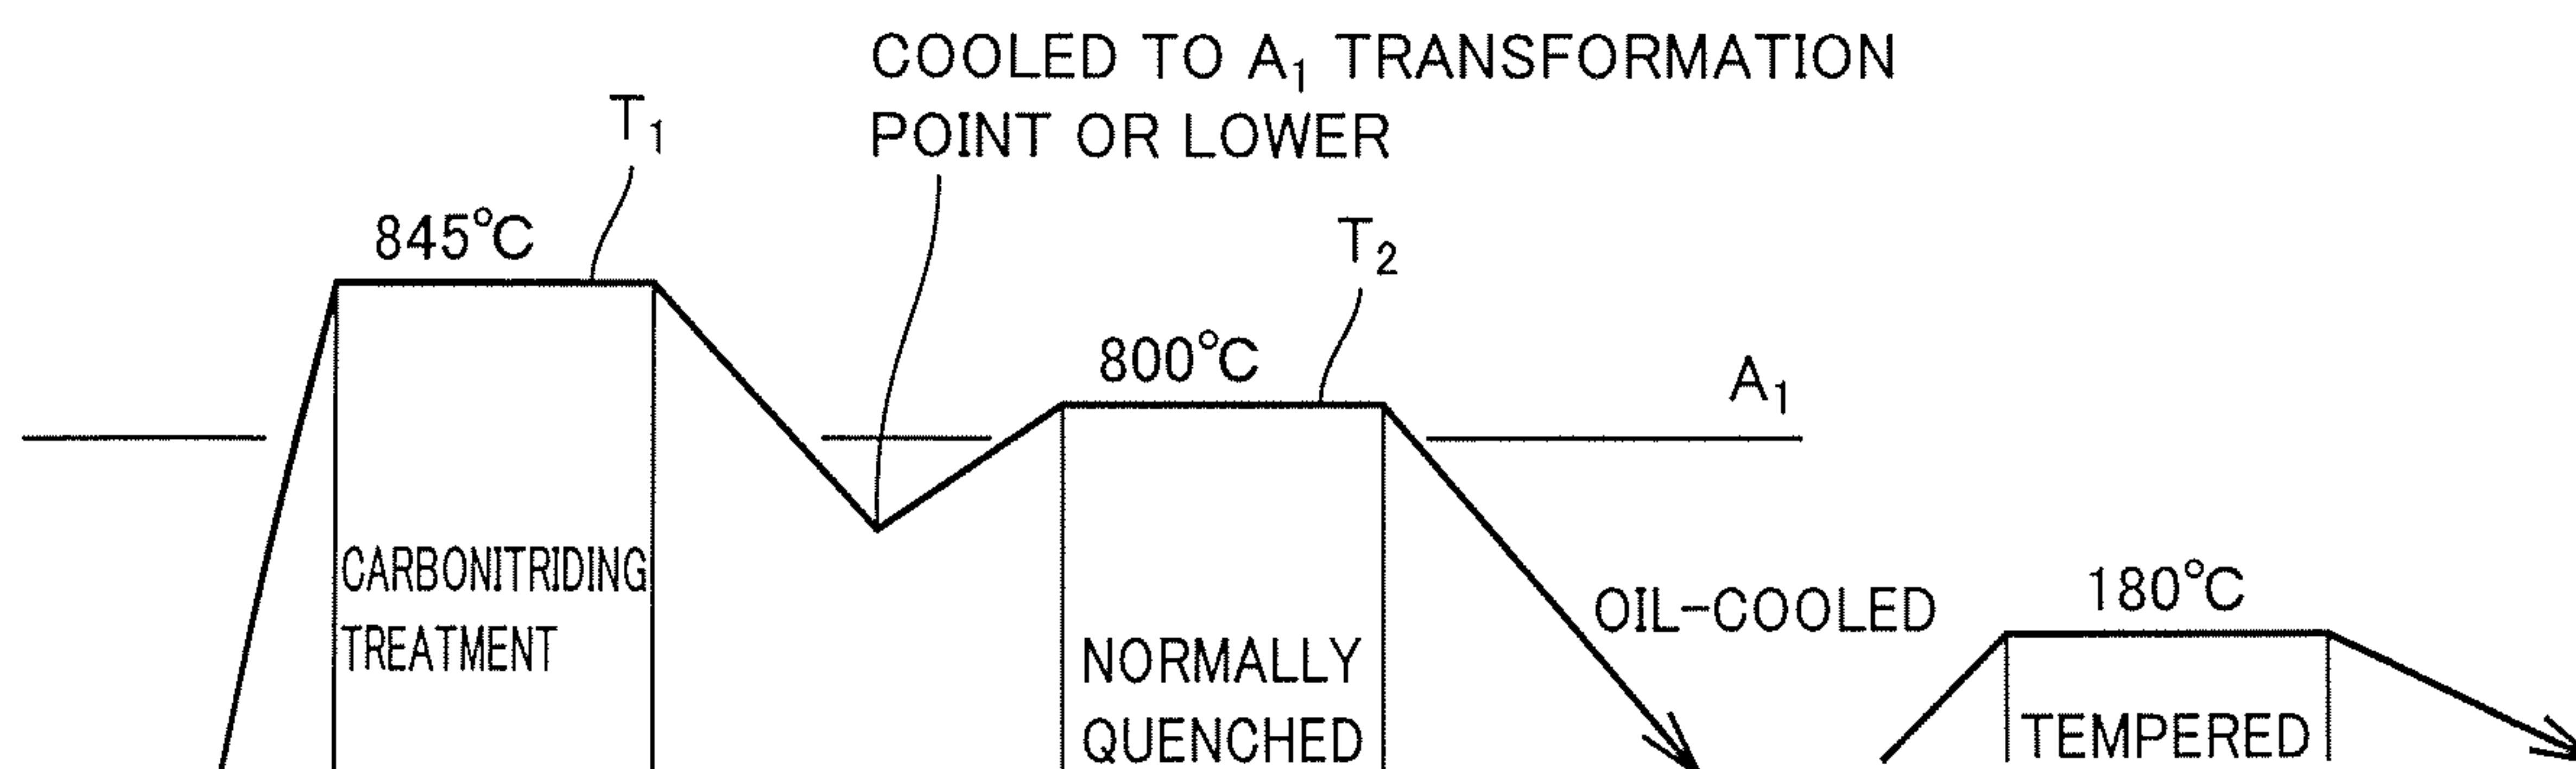 COOLED TO A₁ TRANSFORMATION
POINT OR LOWER
T₁
845°C
T₂
800°C
A₁
CARBONITRIDING
TREATMENT
OIL-COOLED
180°C
NORMALLY
QUENCHED
TEMPERED